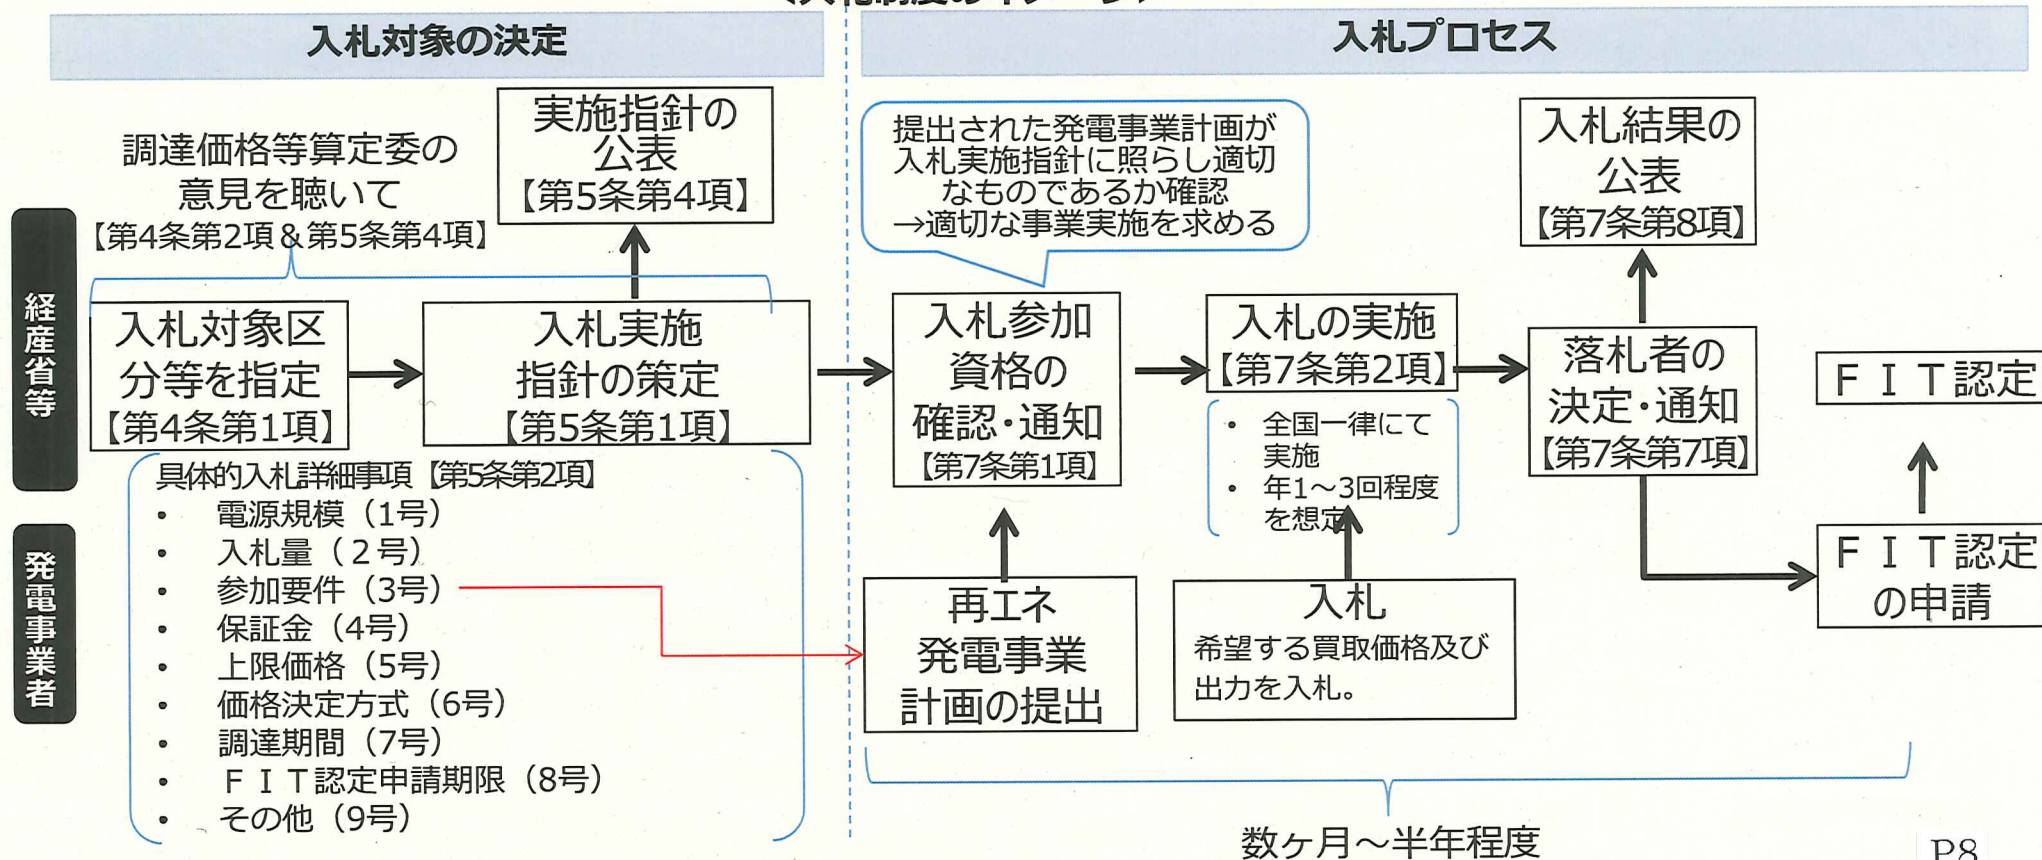 入札対象の決定
入札プロセス
調達価格等算定委の
意見を聴いて
【第4条第2項＆第5条第4項】
実施指針の
公表
【第5条第4項】
提出された発電事業計画が
入札実施指針に照らし適切
なものであるか確認
→適切な事業実施を求める
入札結果の
公表
【第7条第8項】
経産省等
入札対象区
分等を指定
【第4条第1項】
入札実施
指針の策定
【第5条第1項】
入札参加
資格の
確認・通知
【第7条第1項】
入札の実施
【第7条第2項】
・ 全国一律にて
実施
・ 年1～3回程度
を想定
落札者の
決定・通知
【第7条第7項】
ＦＩＴ認定
具体的入札詳細事項【第5条第2項】
・ 電源規模（1号）
・ 入札量（２号）
・ 参加要件（3号）
・ 保証金（4号）
・ 上限価格（5号）
・ 価格決定方式（6号）
・ 調達期間（7号）
・ ＦＩＴ認定申請期限（8号）
・ その他（9号）
発電事業者
再エネ
発電事業
計画の提出
入札
希望する買取価格及び
出力を入札。
ＦＩＴ認定
の申請
数ヶ月～半年程度
P8